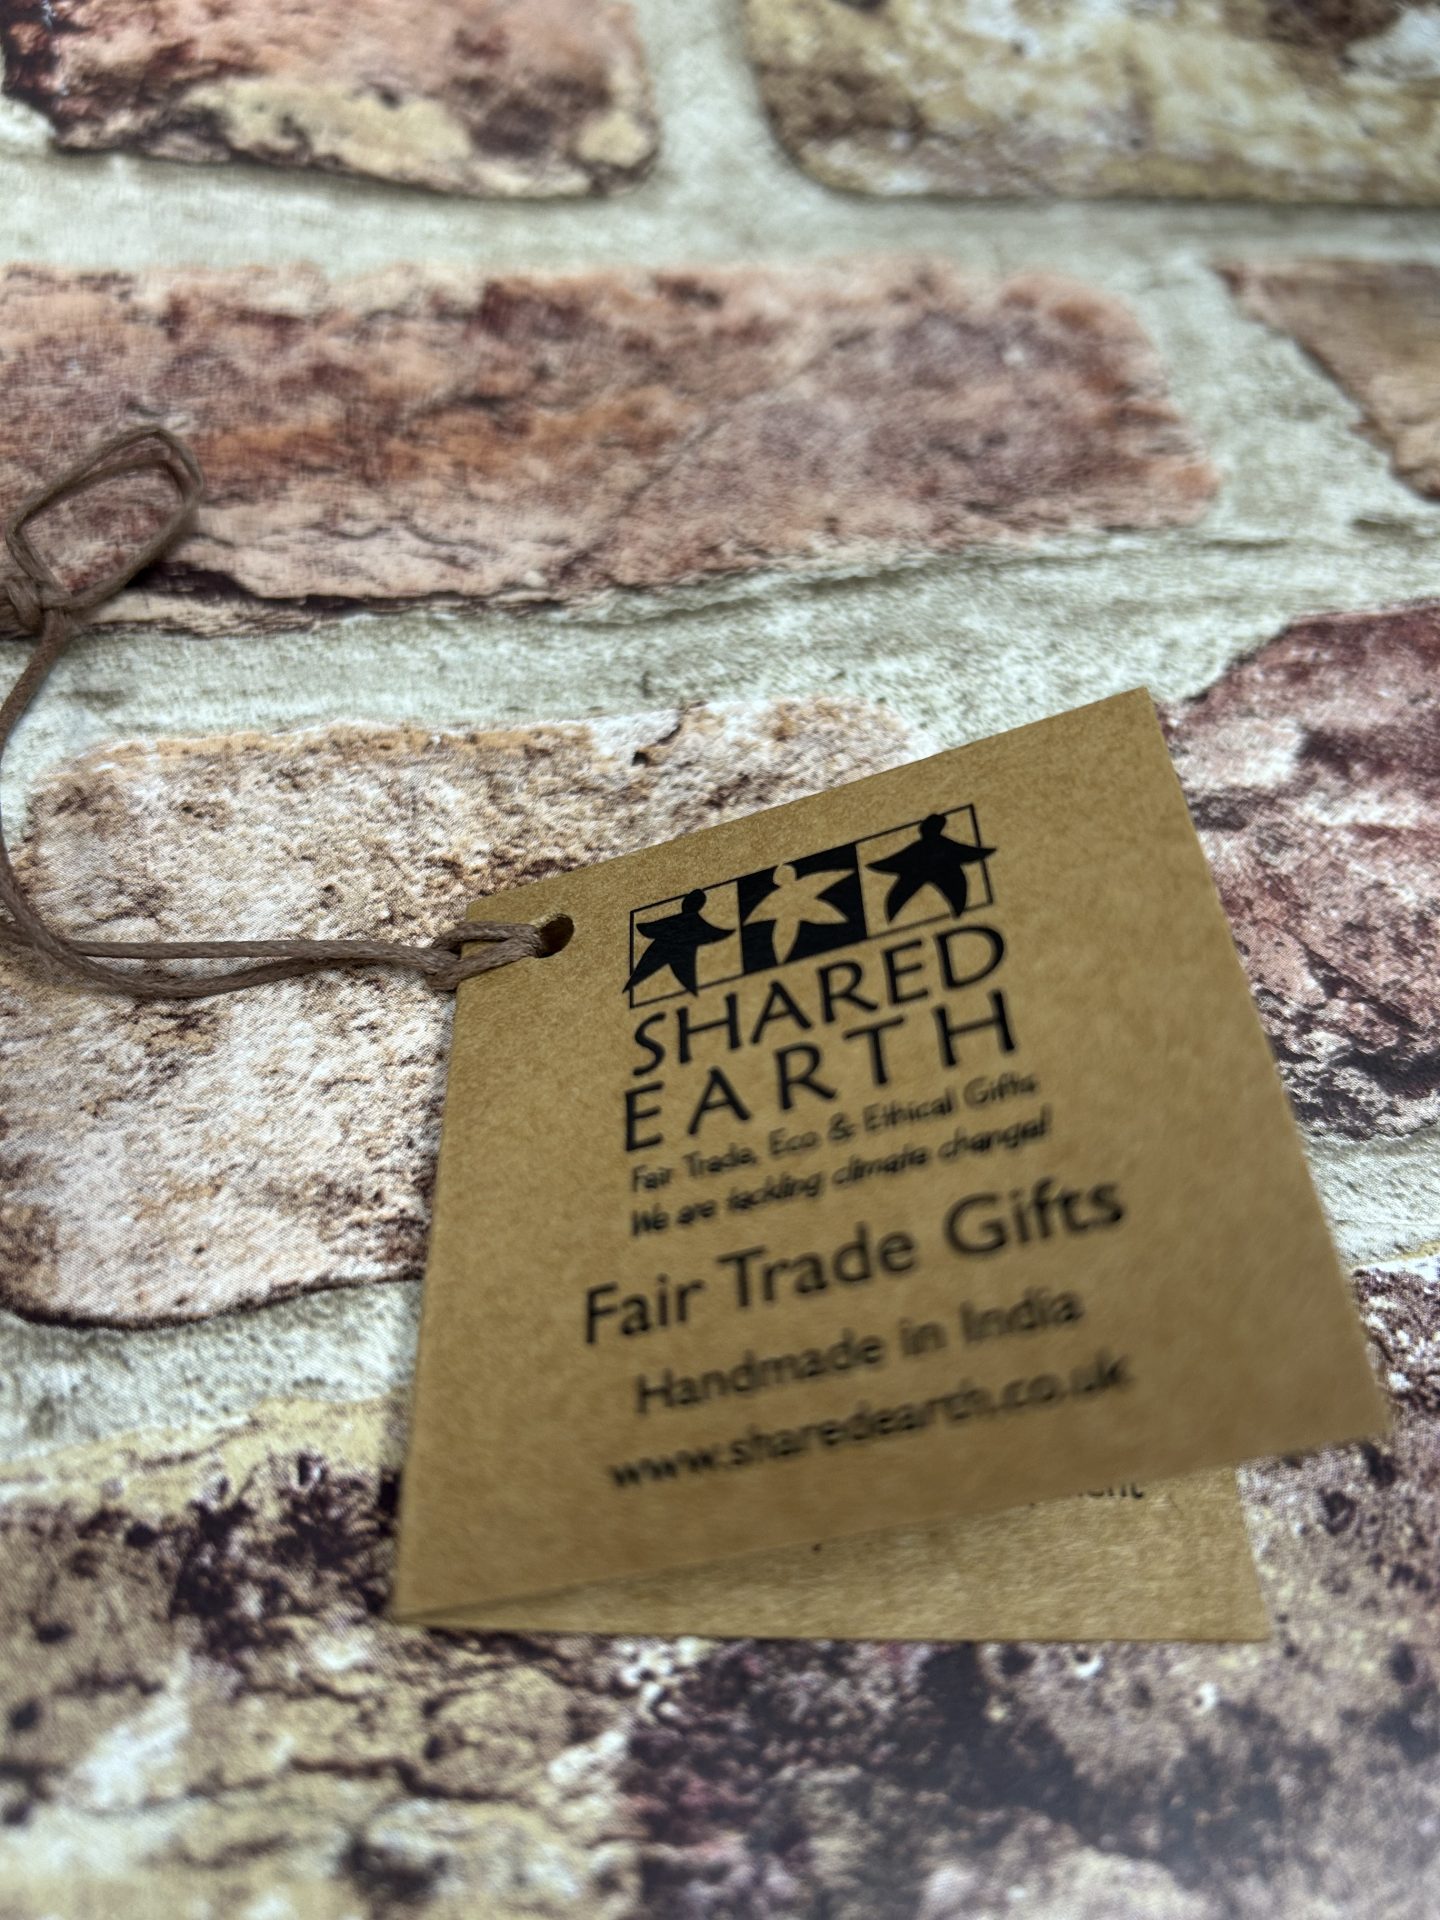 SHARED
EARTH
Fair Trade, Eco & Ethical Gifts
We are tackling climate change!
Fair Trade Gifts
Handmade in India
www.sharedearth.co.uk